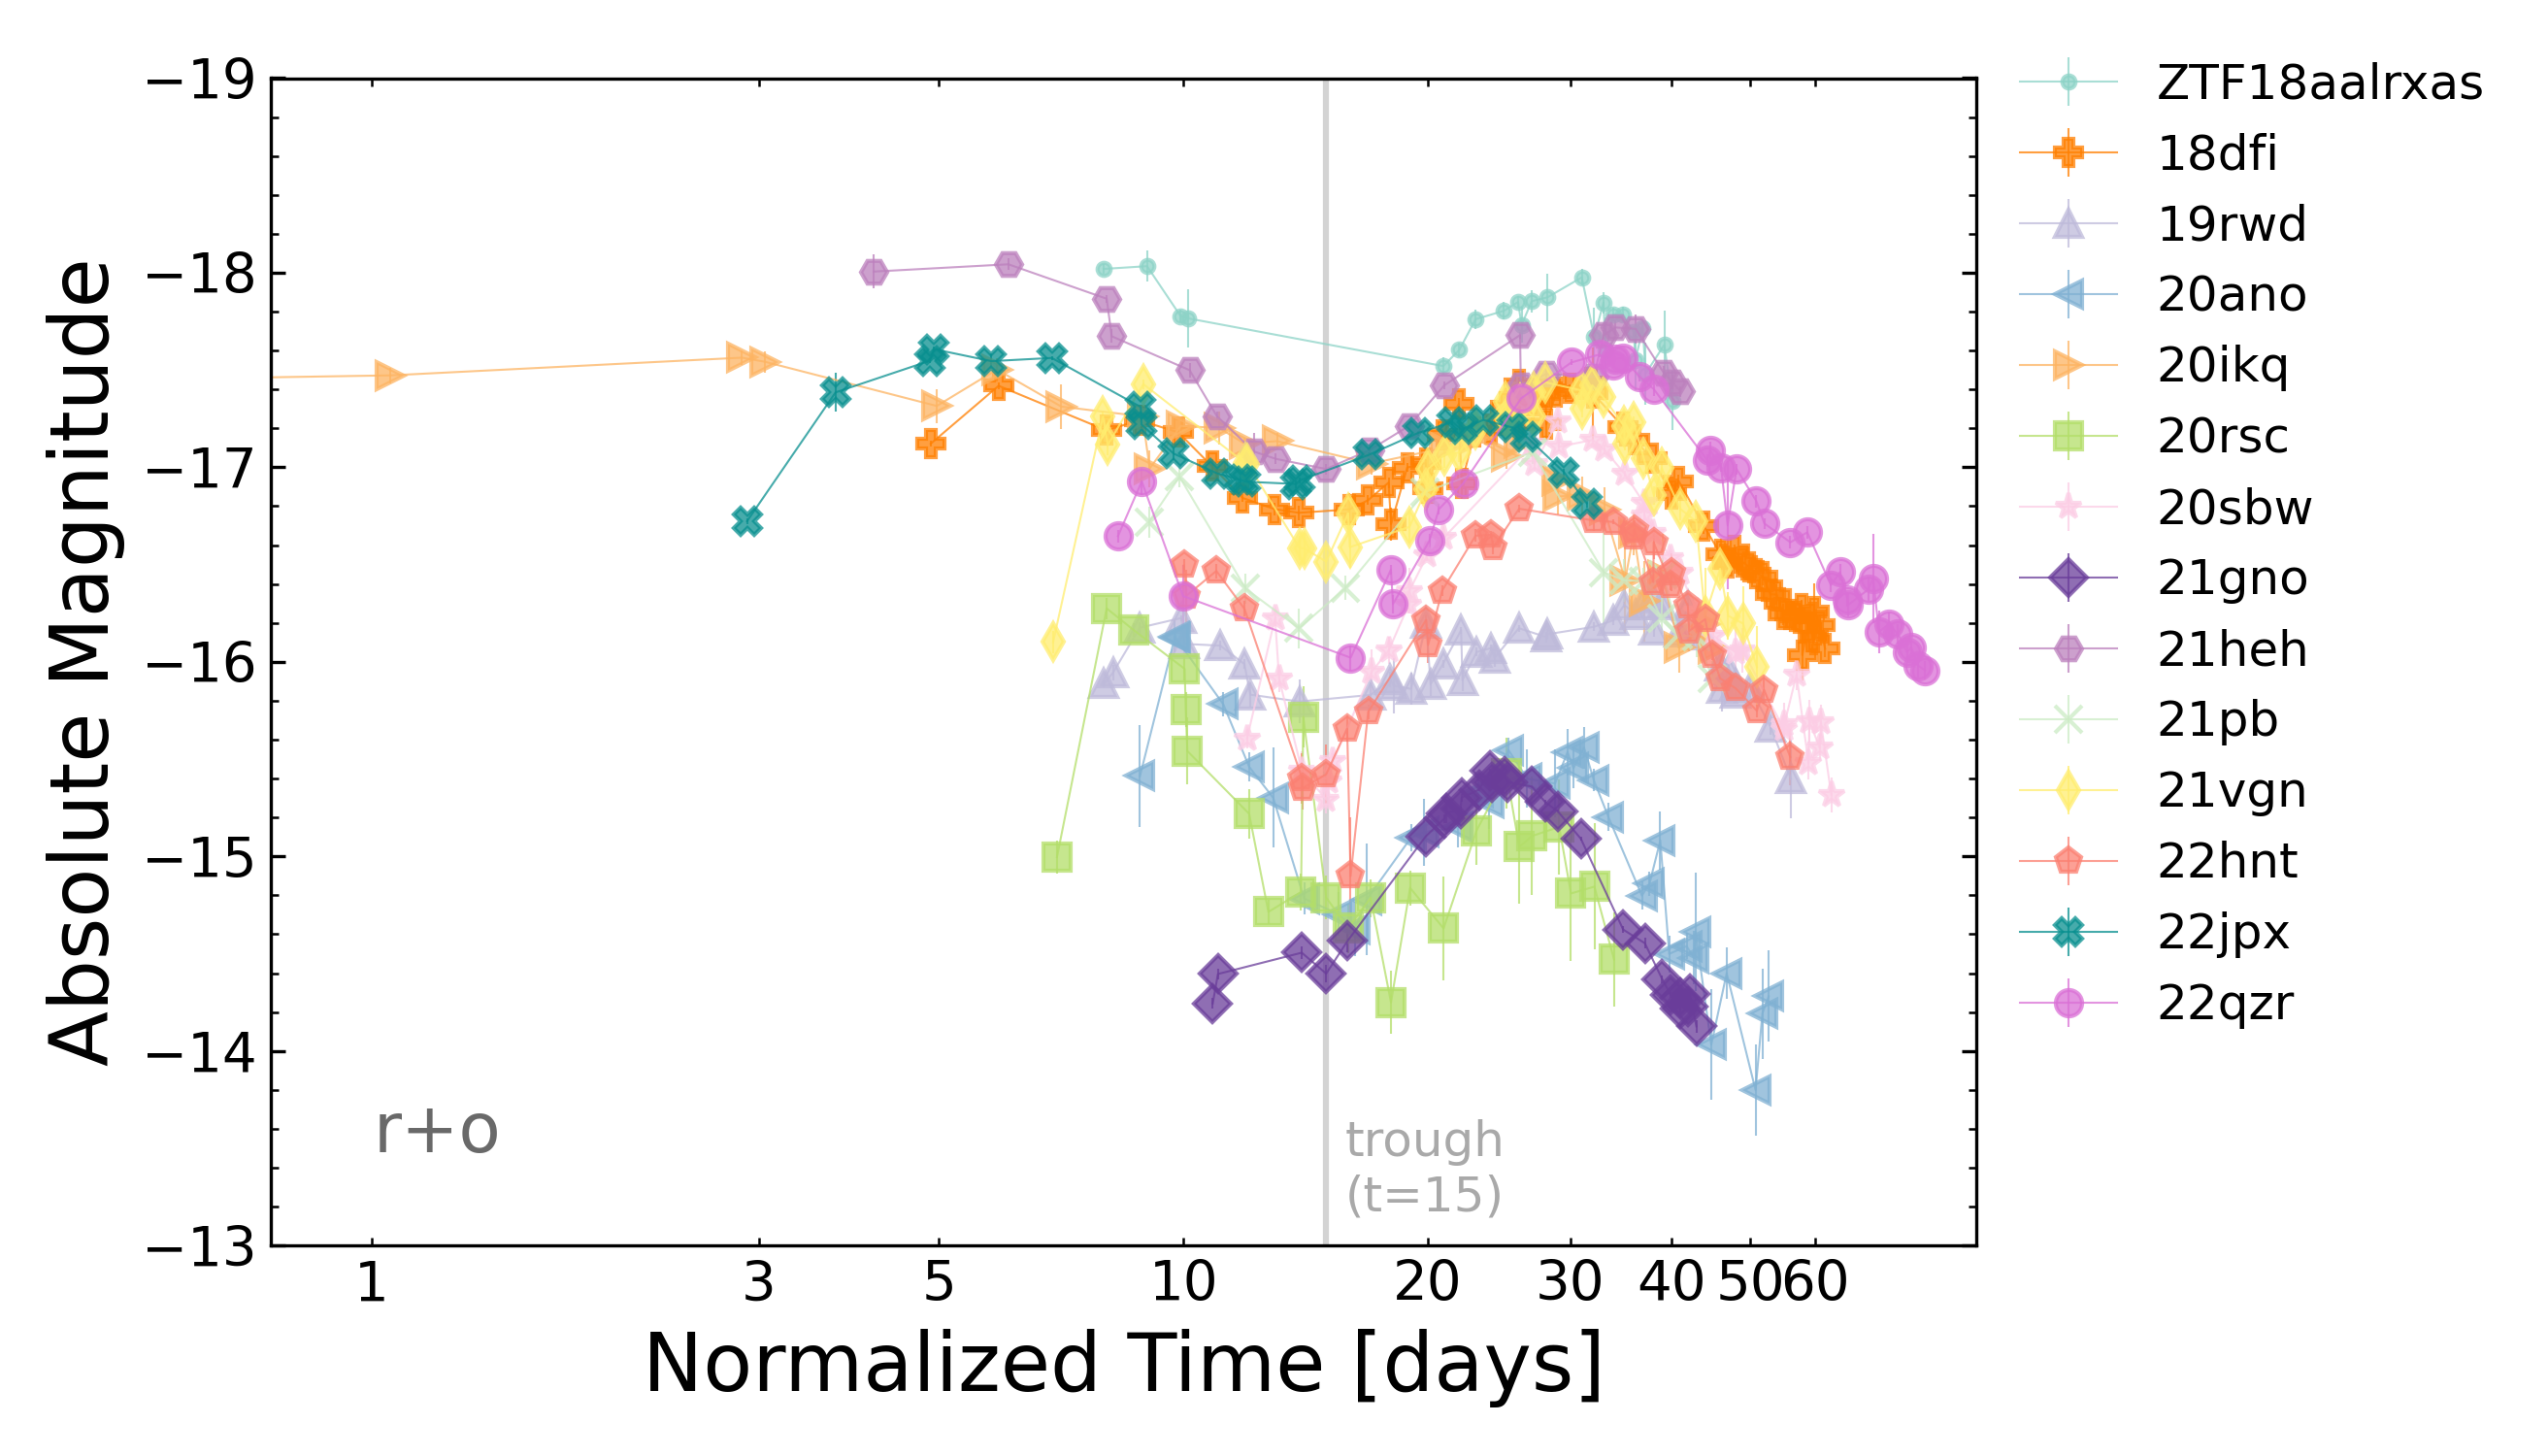 −19
−18
−17
−16
−15
−14
−13
Absolute Magnitude
r+o
trough
(t=15)
1 3 5 10 20 30 40 50 60
Normalized Time [days]
ZTF18aalrxas
18dfi
19rwd
20ano
20ikq
20rsc
20sbw
21gno
21heh
21pb
21vgn
22hnt
22jpx
22qzr